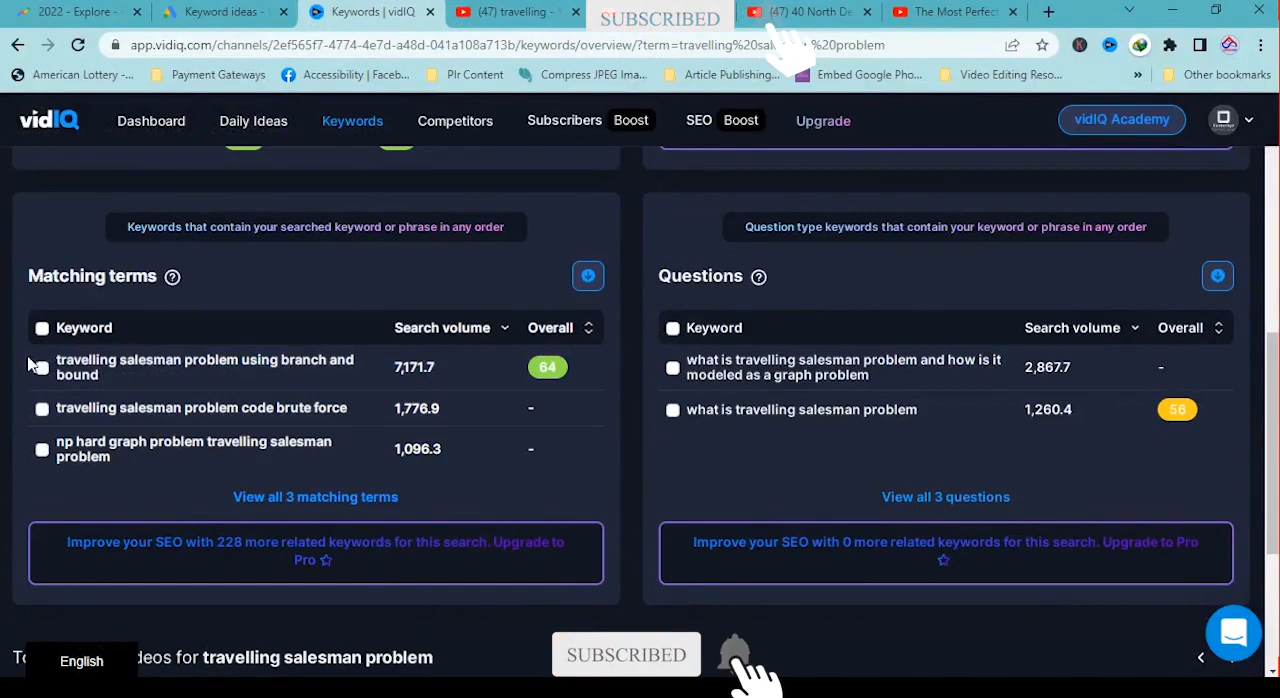 2022 - Explore -
Keyword ideas -
Keywords | vidIQ
(47) travelling -
SUBSCRIBED
(47) 40 North De
The Most Perfect
app.vidiq.com/channels/2ef565f7-4774-4e7d-a48d-041a108a713b/keywords/overview/?term=travelling%20sal %20problem
American Lottery -...
Payment Gateways
Accessibility | Faceb...
Plr Content
Compress JPEG Ima...
Article Publishing...
Embed Google Pho...
Video Editing Reso...
»
Other bookmarks
vidIQ
Dashboard
Daily Ideas
Keywords
Competitors
Subscribers Boost
SEO Boost
Upgrade
vidIQ Academy
Keywords that contain your searched keyword or phrase in any order
Matching terms ?
Keyword Search volume Overall
travelling salesman problem using branch and
bound
7,171.7 64
travelling salesman problem code brute force 1,776.9 -
np hard graph problem travelling salesman
problem
1,096.3 -
View all 3 matching terms
Improve your SEO with 228 more related keywords for this search. Upgrade to
Pro
Question type keywords that contain your keyword or phrase in any order
Questions ?
Keyword Search volume Overall
what is travelling salesman problem and how is it
modeled as a graph problem
2,867.7 -
what is travelling salesman problem 1,260.4 56
View all 3 questions
Improve your SEO with 0 more related keywords for this search. Upgrade to Pro
deos for travelling salesman problem
English
SUBSCRIBED